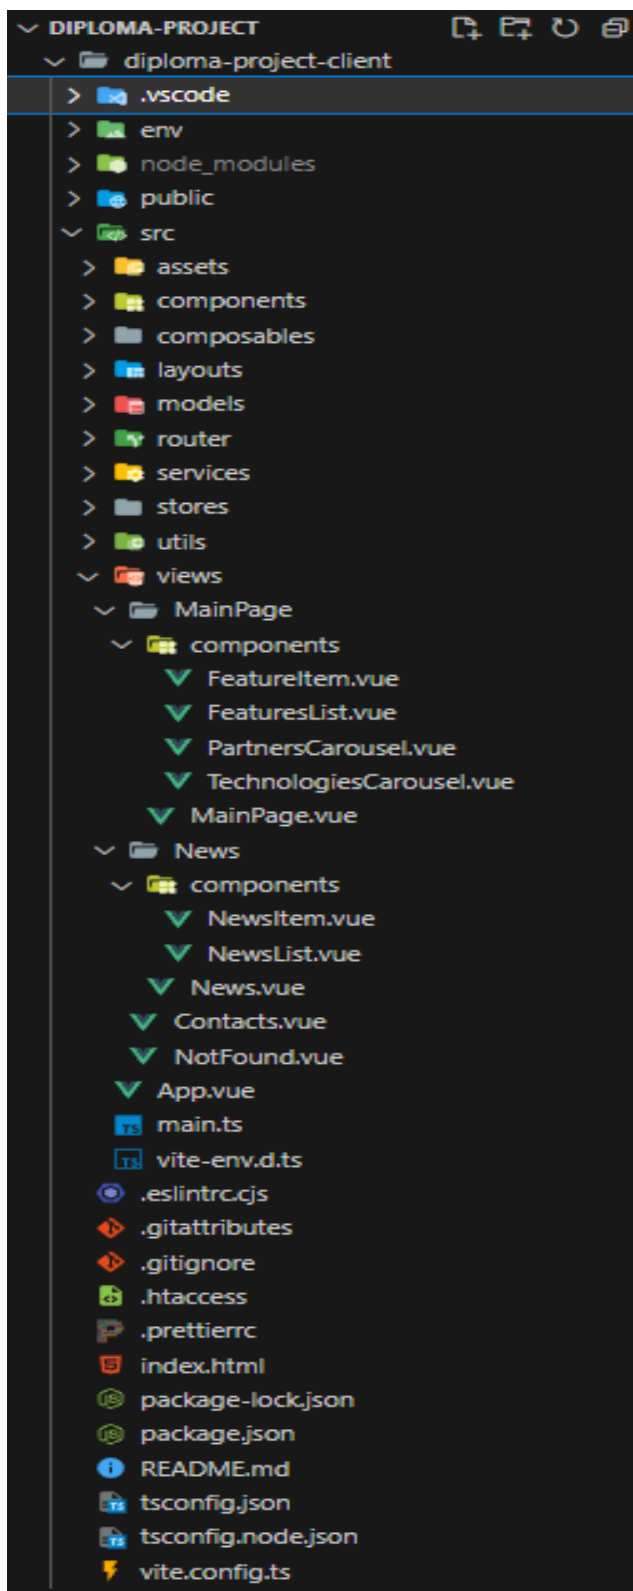 DIPLOMA-PROJECT
diploma-project-client
.vscode
env
node_modules
public
src
assets
components
composables
layouts
models
router
services
stores
utils
views
MainPage
components
FeatureItem.vue
FeaturesList.vue
PartnersCarousel.vue
TechnologiesCarousel.vue
MainPage.vue
News
components
NewsItem.vue
NewsList.vue
News.vue
Contacts.vue
NotFound.vue
App.vue
TS main.ts
TS vite-env.d.ts
.eslintrc.cjs
.gitattributes
.gitignore
.htaccess
.prettierrc
index.html
package-lock.json
package.json
README.md
tsconfig.json
tsconfig.node.json
vite.config.ts